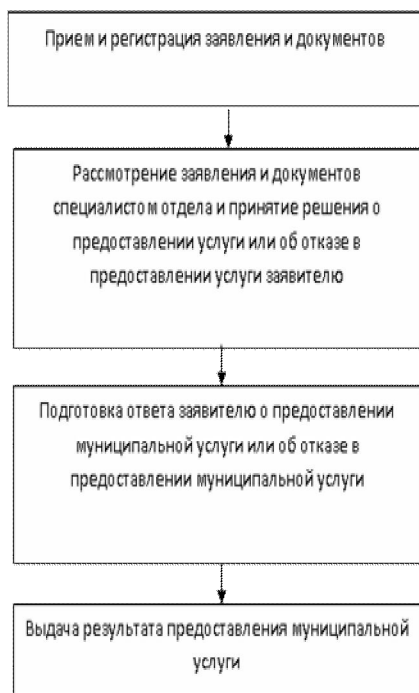 Прием и регистрация заявления и документов
Рассмотрение заявления и документов
специалистом отдела и принятие решения о
предоставлении услуги или об отказе в
предоставлении услуги заявителю
Подготовка ответа заявителю о предоставлении
муниципальной услуги или об отказе в
предоставлении муниципальной услуги
Выдача результата предоставления муниципальной
услуги